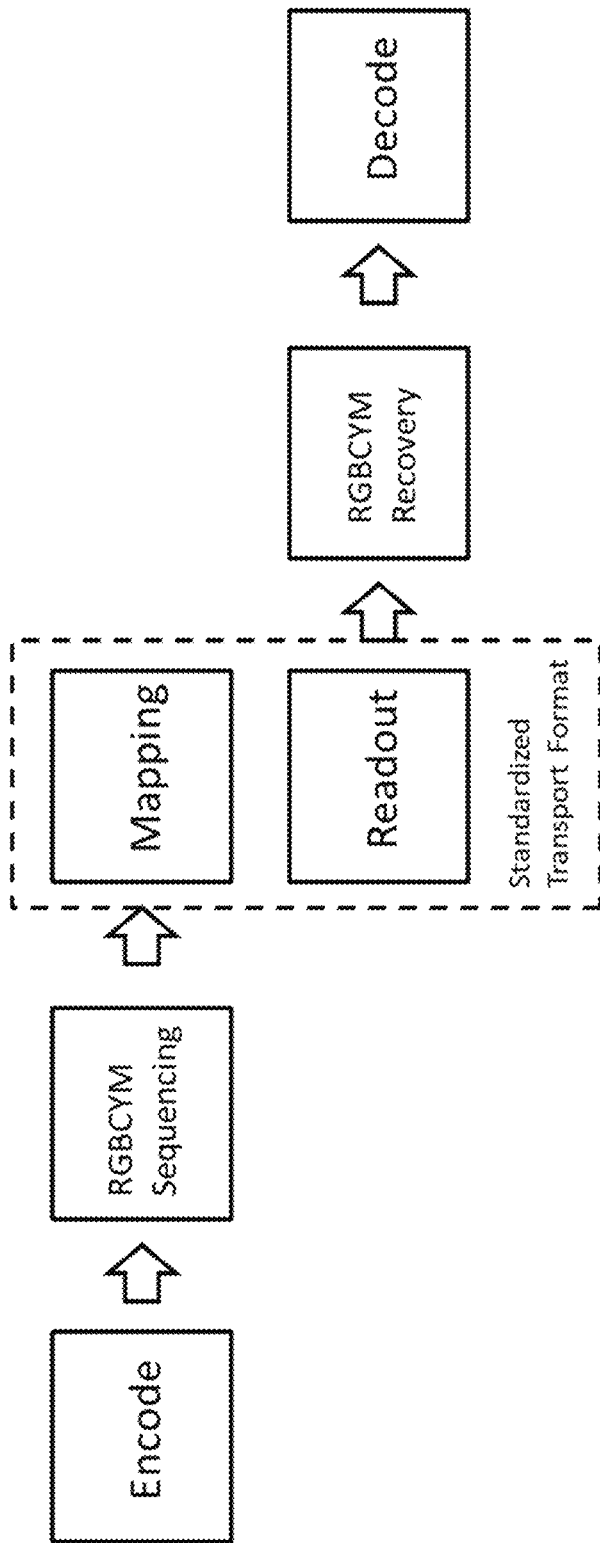 Encode
RGBCYM
Sequencing
Mapping
Readout
Standardized
Transport Format
RGBCYM
Recovery
Decode